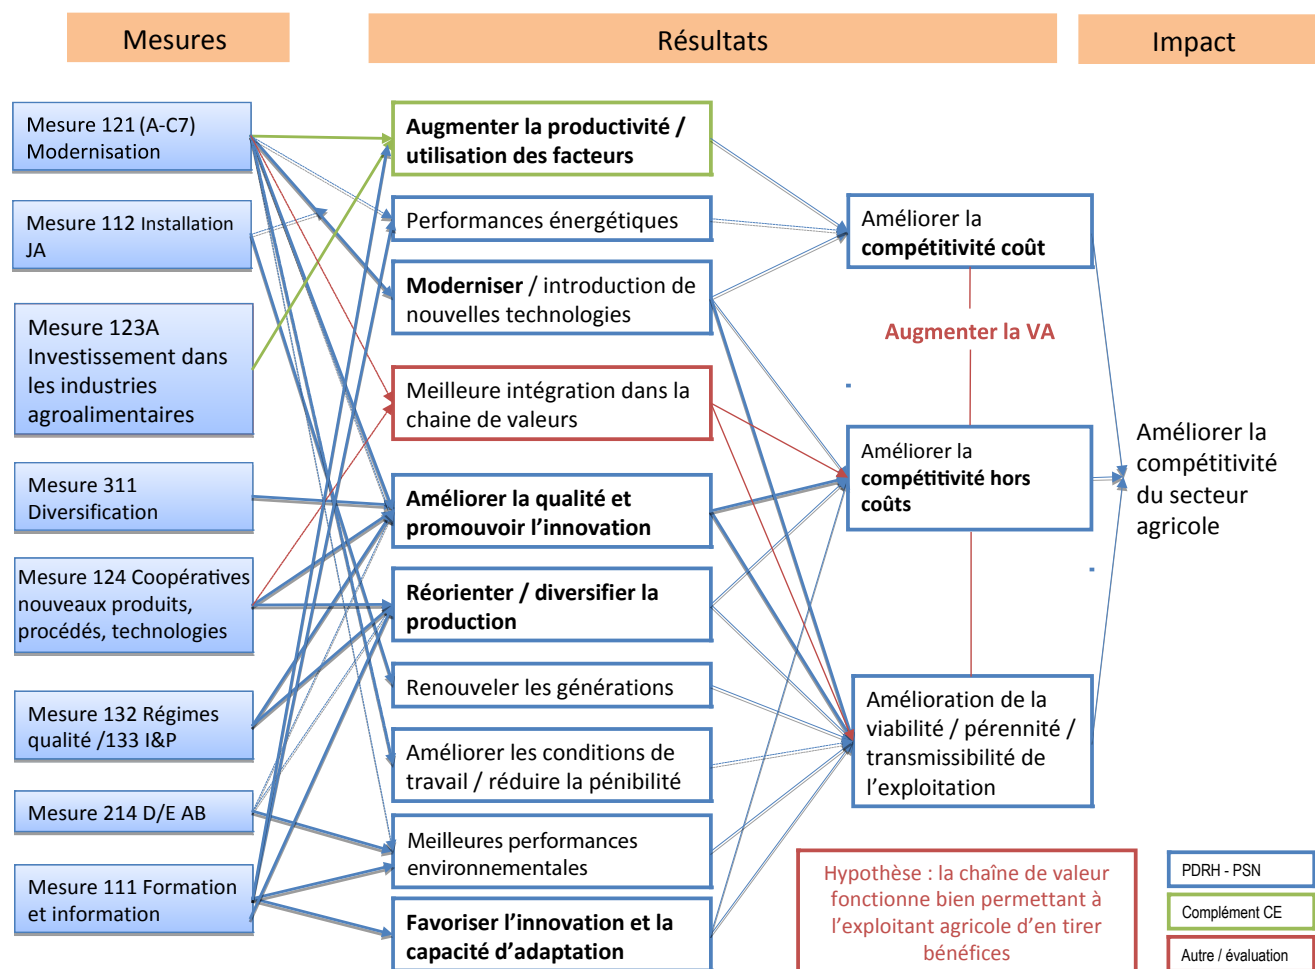 Mesures
Résultats
Impact
Mesure 121 (A-C7)
Modernisation
Mesure 112 Installation
JA
Mesure 123A
Investissement dans
les industries
agroalimentaires
Mesure 311
Diversification
Mesure 124 Coopératives
nouveaux produits,
procédés, technologies
Mesure 132 Régimes
qualité /133 I&P
Mesure 214 D/E AB
Mesure 111 Formation
et information
Augmenter la productivité /
utilisation des facteurs
Performances énergétiques
Moderniser / introduction de
nouvelles technologies
Meilleure intégration dans la
chaine de valeurs
Améliorer la qualité et
promouvoir l’innovation
Réorienter / diversifier la
production
Renouveler les générations
Améliorer les conditions de
travail / réduire la pénibilité
Meilleures performances
environnementales
Favoriser l’innovation et la
capacité d’adaptation
Améliorer la
compétitivité coût
Augmenter la VA
Améliorer la
compétitivité hors
coûts
Amélioration de la
viabilité / pérennité /
transmissibilité de
l’exploitation
Améliorer la
compétitivité
du secteur
agricole
Hypothèse : la chaîne de valeur
fonctionne bien permettant à
l’exploitant agricole d’en tirer
bénéfices
PDRH - PSN
Complément CE
Autre / évaluation